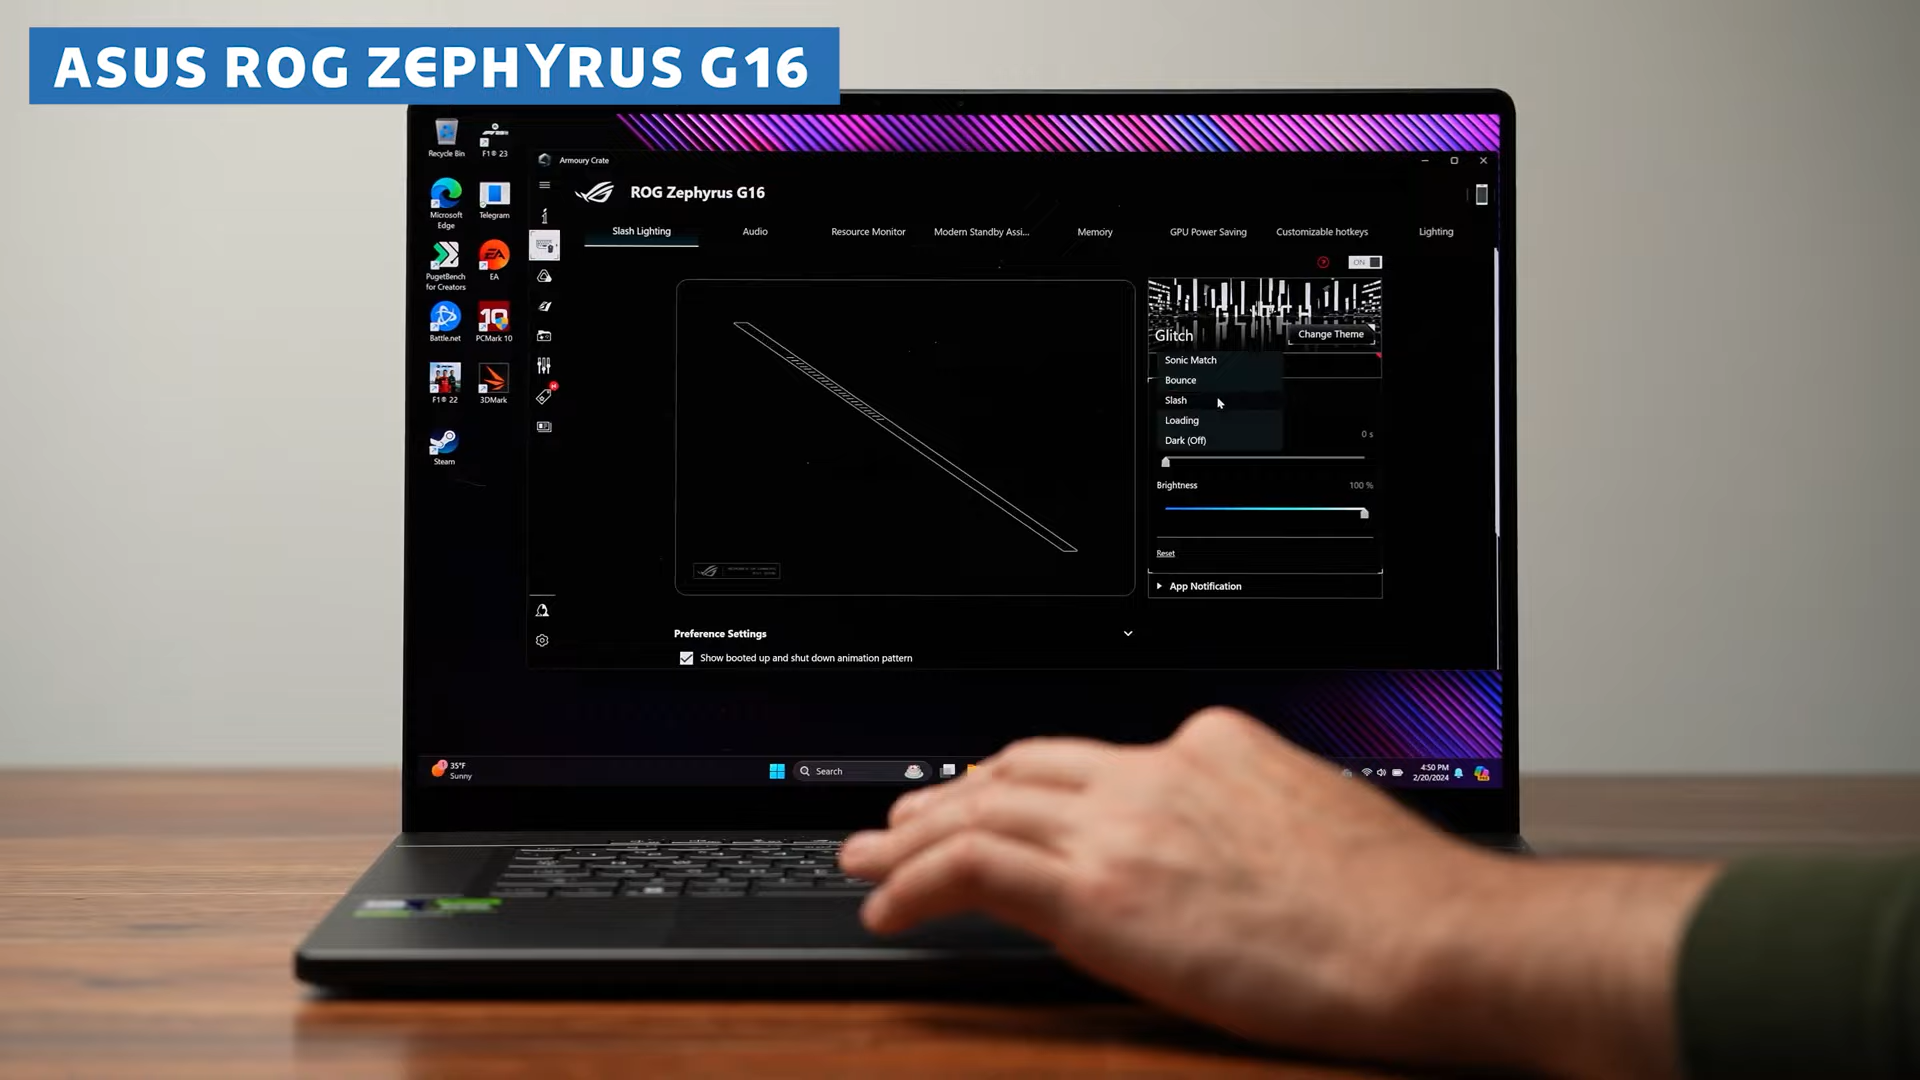 ASUS ROG ZEPHYRUS G16
Recycle Bin
F1® 23
Microsoft
Edge
Telegram
PugetBench
for Creators
EA
Battle.net
PCMark 10
F1® 22
3DMark
Steam
Armoury Crate
ROG Zephyrus G16
Slash Lighting
Audio
Resource Monitor
Modern Standby Assi...
Memory
GPU Power Saving
Customizable hotkeys
Lighting
ON
Glitch
Change Theme
Sonic Match
Bounce
Slash
Loading
Dark (Off)
0 s
Brightness
100 %
Reset
App Notification
Preference Settings
Show booted up and shut down animation pattern
1
35°F
Sunny
Search
4:50 PM
2/20/2024